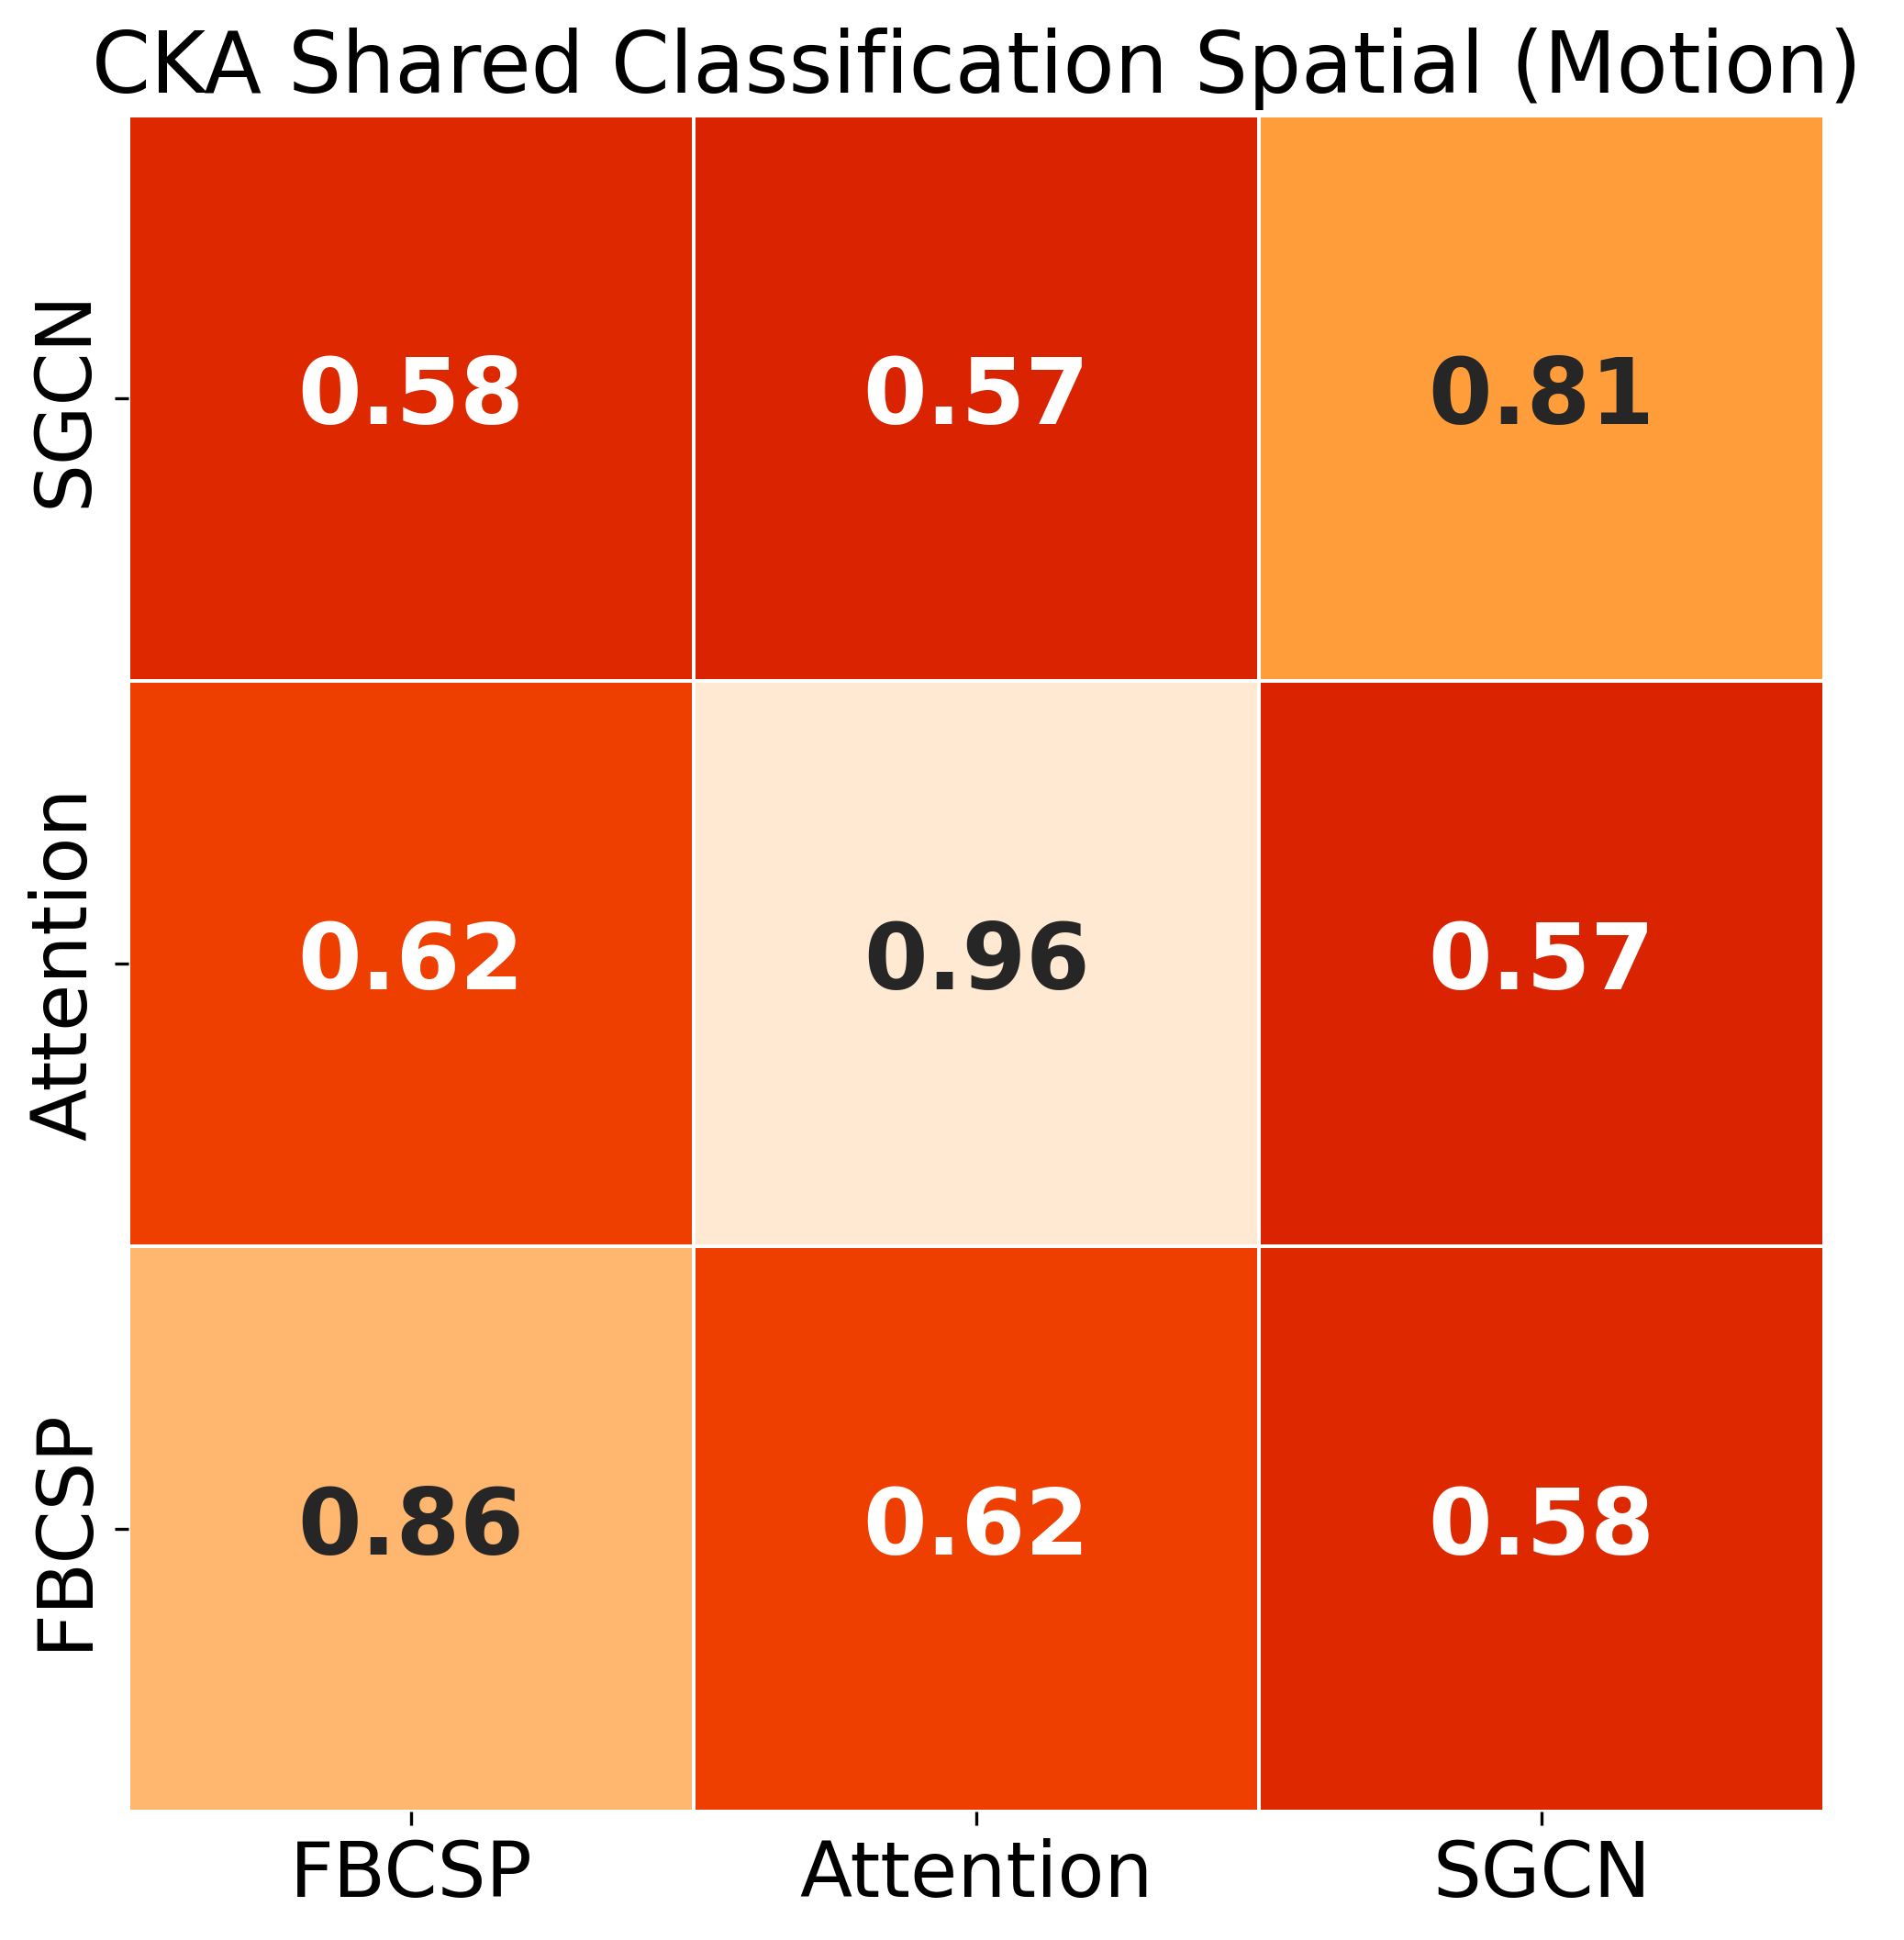 CKA Shared Classification Spatial (Motion)
SGCN
0.58 0.57 0.81
Attention
0.62 0.96 0.57
FBCSP
0.86 0.62 0.58
FBCSP Attention SGCN